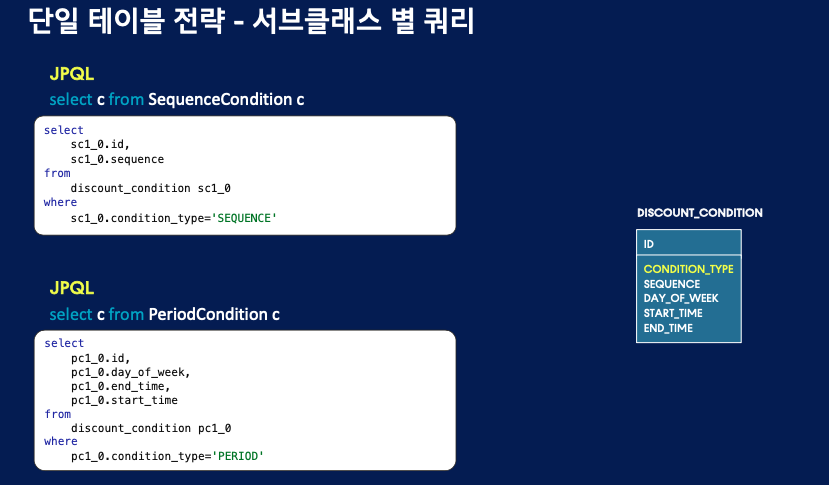 단일 테이블 전략 - 서브클래스 별 쿼리
JPQL
select c from SequenceCondition c
select
sc1_0.id,
sc1_0.sequence
from
discount_condition sc1_0
where
sc1_0.condition_type='SEQUENCE'
JPQL
select c from PeriodCondition c
select
pc1_0.id,
pc1_0.day_of_week,
pc1_0.end_time,
pc1_0.start_time
from
discount_condition pc1_0
where
pc1_0.condition_type='PERIOD'
DISCOUNT_CONDITION
ID
CONDITION_TYPE
SEQUENCE
DAY_OF_WEEK
START_TIME
END_TIME